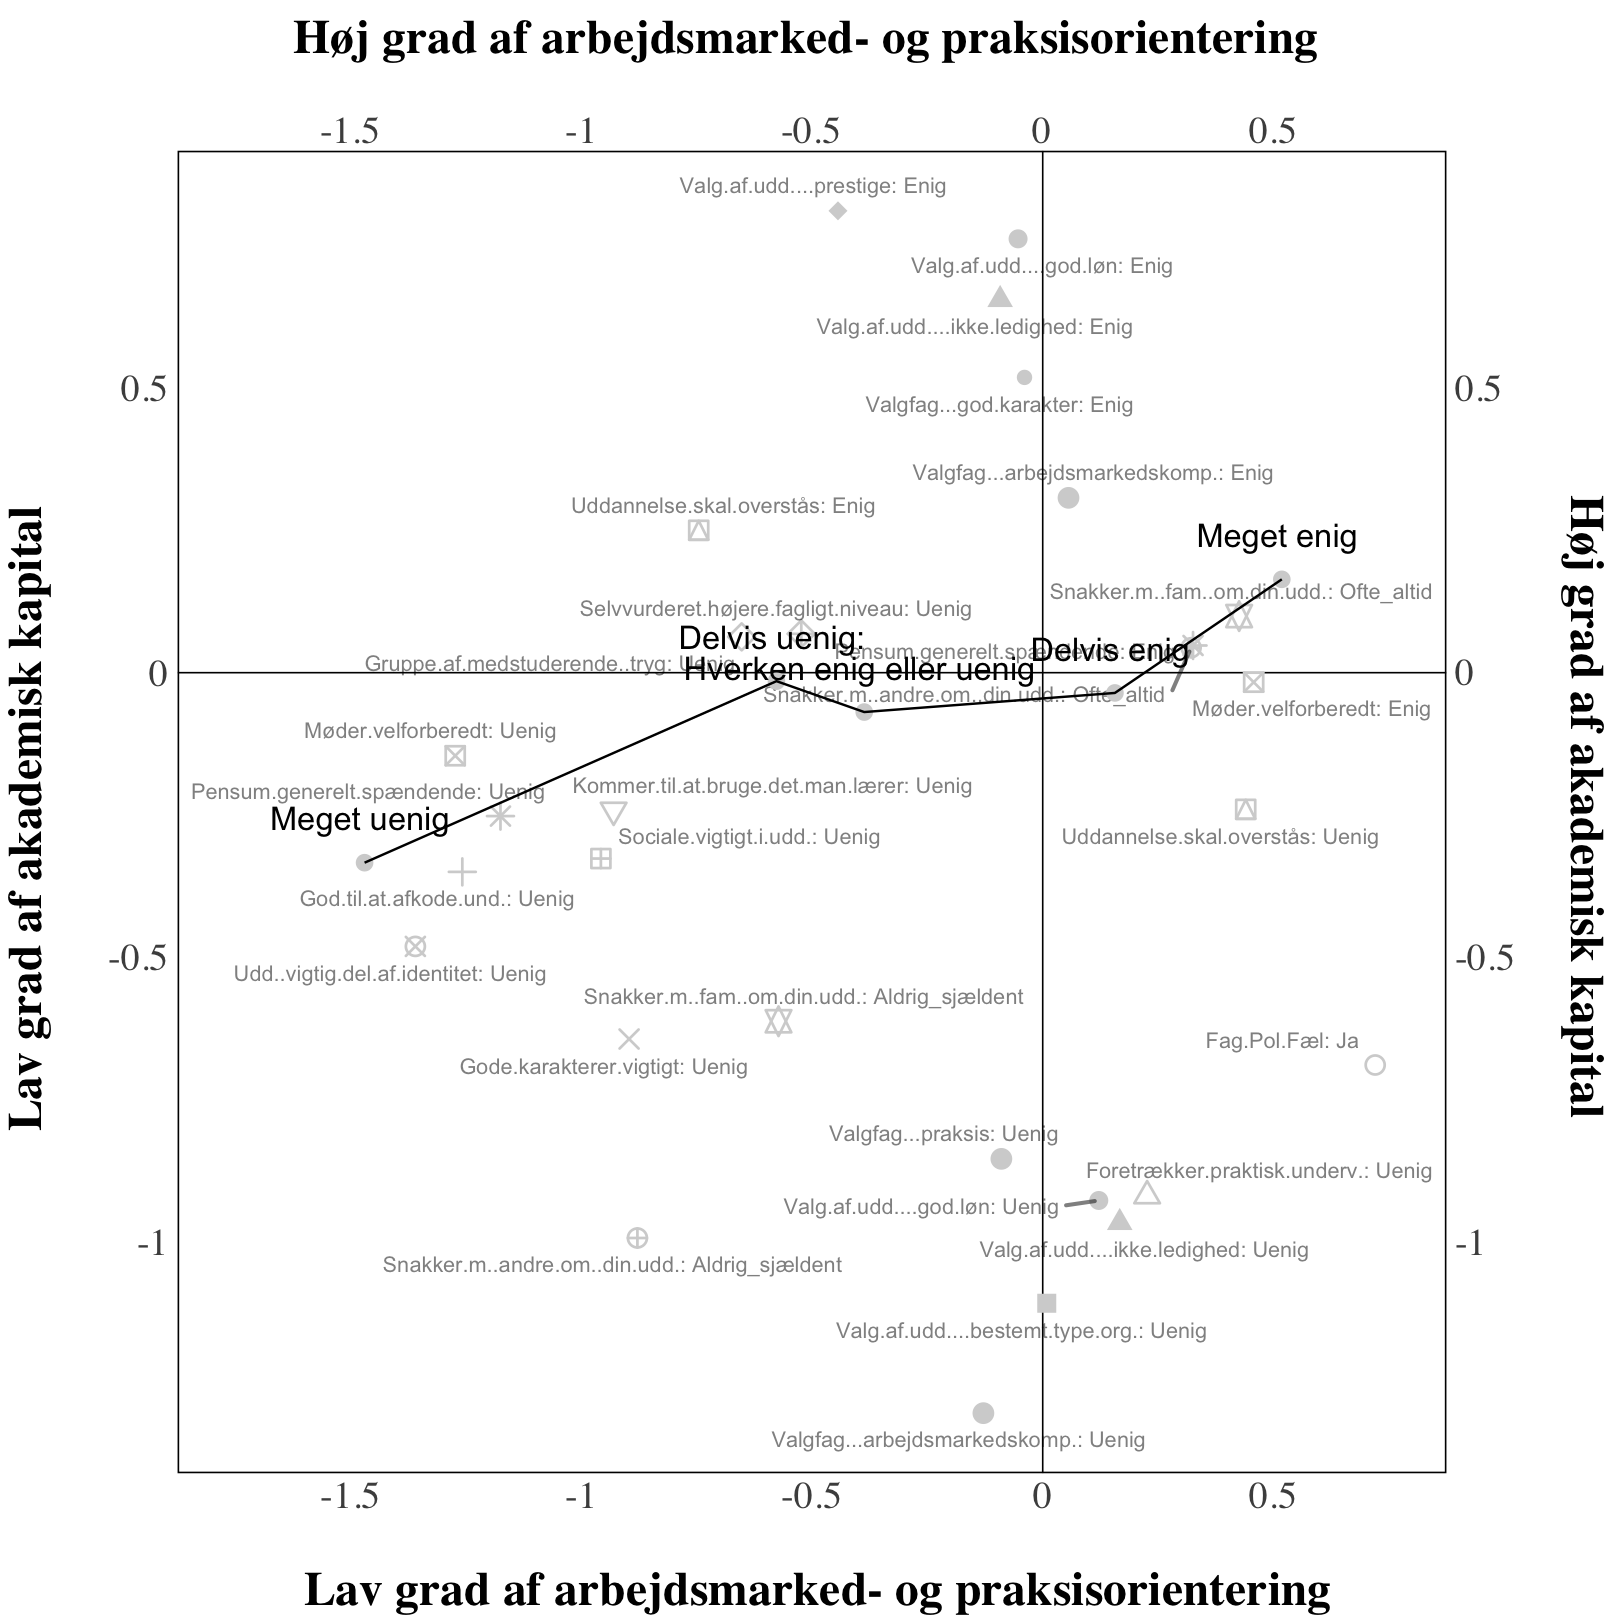 Høj grad af arbejdsmarked- og praksisorientering
-1.5 -1 -0.5 0 0.5
Valg.af.udd....prestige: Enig
Valg.af.udd....god.løn: Enig
Valg.af.udd....ikke.ledighed: Enig
0.5 0.5
Valgfag...god.karakter: Enig
Valgfag...arbejdsmarkedskomp.: Enig
Uddannelse.skal.overstås: Enig
Meget enig
Snakker.m..fam..om.din.udd.: Ofte_altid
Selvvurderet.højere.fagligt.niveau: Uenig
Delvis uenig:
Pensum.generelt.spændende: Enig
Delvis enig
Gruppe.af.medstuderende..tryg: Uenig
Hverken enig eller uenig
0 0
Snakker.m..andre.om..din.udd.: Ofte_altid
Møder.velforberedt: Enig
Møder.velforberedt: Uenig
Kommer.til.at.bruge.det.man.lærer: Uenig
Pensum.generelt.spændende: Uenig
Meget uenig
Sociale.vigtigt.i.udd.: Uenig
Uddannelse.skal.overstås: Uenig
God.til.at.afkode.und.: Uenig
-0.5 -0.5
Udd..vigtig.del.af.identitet: Uenig
Snakker.m..fam..om.din.udd.: Aldrig_sjældent
Fag.Pol.Fæl: Ja
Gode.karakterer.vigtigt: Uenig
Valgfag...praksis: Uenig
Foretrækker.praktisk.underv.: Uenig
Valg.af.udd....god.løn: Uenig
-1 -1
Valg.af.udd....ikke.ledighed: Uenig
Snakker.m..andre.om..din.udd.: Aldrig_sjældent
Valg.af.udd....bestemt.type.org.: Uenig
Valgfag...arbejdsmarkedskomp.: Uenig
-1.5 -1 -0.5 0 0.5
Lav grad af arbejdsmarked- og praksisorientering
Lav grad af akademisk kapital
Høj grad af akademisk kapital